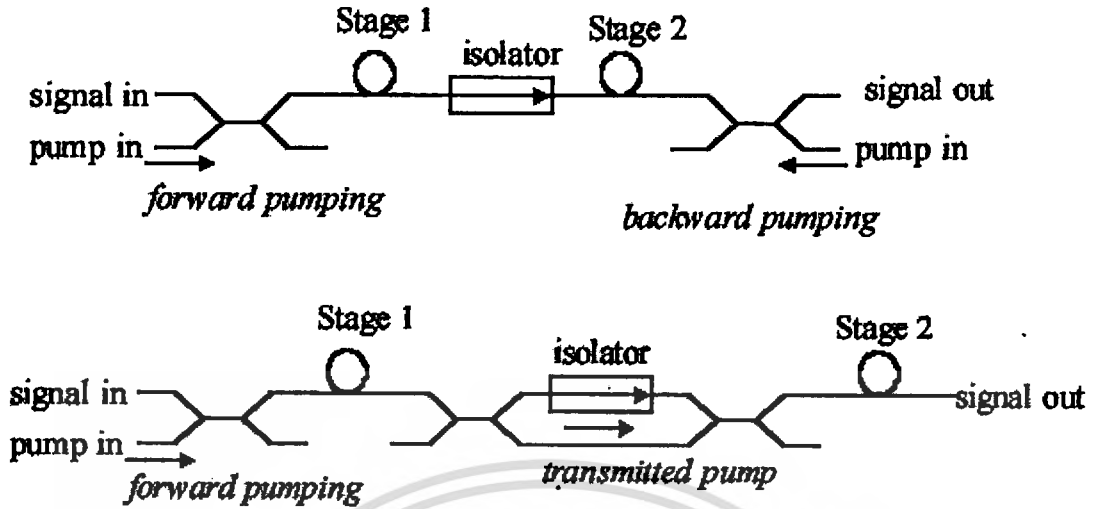 Stage 1
isolator
Stage 2
signal in
signal out
pump in
pump in
forward pumping
backward pumping
Stage 1
isolator
Stage 2
signal in
signal out
pump in
forward pumping
transmitted pump